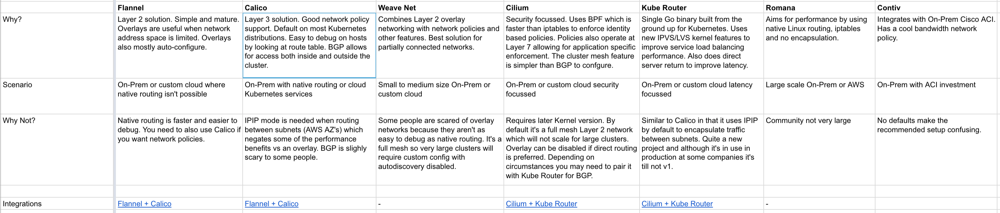 Flannel
Calico
Weave Net
Cilium
Kube Router
Romana
Contiv
Why?
Layer 2 solution. Simple and mature.
Overlays are useful when network
address space is limited. Overlays
also mostly auto-configure.
Layer 3 solution. Good network policy
support. Default on most Kubernetes
distributions. Easy to debug on hosts
by looking at route table. BGP allows
for access both inside and outside the
cluster.
Combines Layer 2 overlay
networking with network policies and
other features. Best solution for
partially connected networks.
Security focussed. Uses BPF which is
faster than iptables to enforce identity
based policies. Policies also operate at
Layer 7 allowing for application specific
enforcement. The cluster mesh feature
is simpler than BGP to confgure.
Single Go binary built from the
ground up for Kubernetes. Uses
new IPVS/LVS kernel features to
improve service load balancing
performance. Also does direct
server return to improve latency.
Aims for performance by using
native Linux routing, iptables
and no encapsulation.
Integrates with On-Prem Cisco ACI.
Has a cool bandwidth network
policy.
Scenario
On-Prem or custom cloud where
native routing isn't possible
On-Prem with native routing or cloud
Kubernetes services
Small to medium size On-Prem or
custom cloud
On-Prem or custom cloud security
focussed
On-Prem or custom cloud latency
focussed
Large scale On-Prem or AWS
On-Prem with ACI investment
Why Not?
Native routing is faster and easier to
debug. You need to also use Calico if
you want network policies.
IPIP mode is needed when routing
between subnets (AWS AZ's) which
negates some of the performance
benefits vs an overlay. BGP is slighly
scary to some people.
Some people are scared of overlay
networks because they aren't as
easy to debug as native routing. It's a
full mesh so very large clusters will
require custom config with
autodiscovery disabled.
Requires later Kernel version. By
default it's a full mesh Layer 2 network
which will not scale for large clusters.
Overlay can be disabled if direct routing
is preferred. Depending on
circumstances you may need to pair it
with Kube Router for BGP.
Similar to Calico in that it uses IPIP
by default to encapsulate traffic
between subnets. Quite a new
project and although it's in use in
production at some companies it's
till not v1.
Community not very large
No defaults make the
recommended setup confusing.
Integrations
Flannel + Calico
Flannel + Calico
-
Cilium + Kube Router
Cilium + Kube Router
-